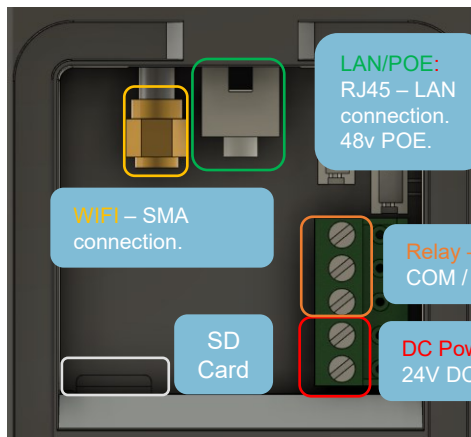 LAN/POE:
RJ45 – LAN
connection.
48v POE.
WIFI – SMA
connection.
Relay -
COM /
SD
Card
DC Pow
24V DC